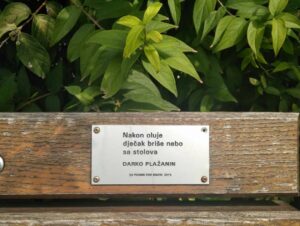 Nakon oluje
dječak briše nebo
sa stolova
DARKO PLAŽANIN